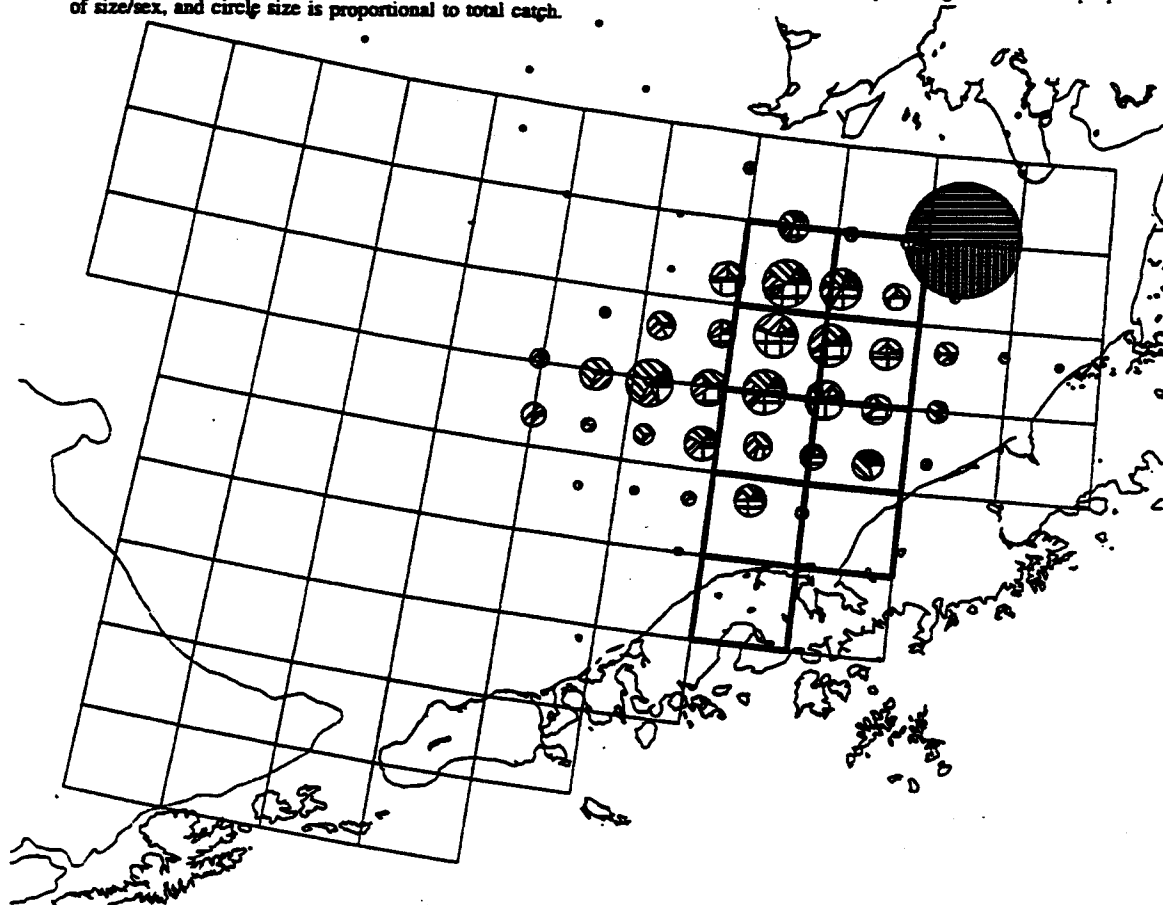 of size/sex, and circle size is proportional to total catch.